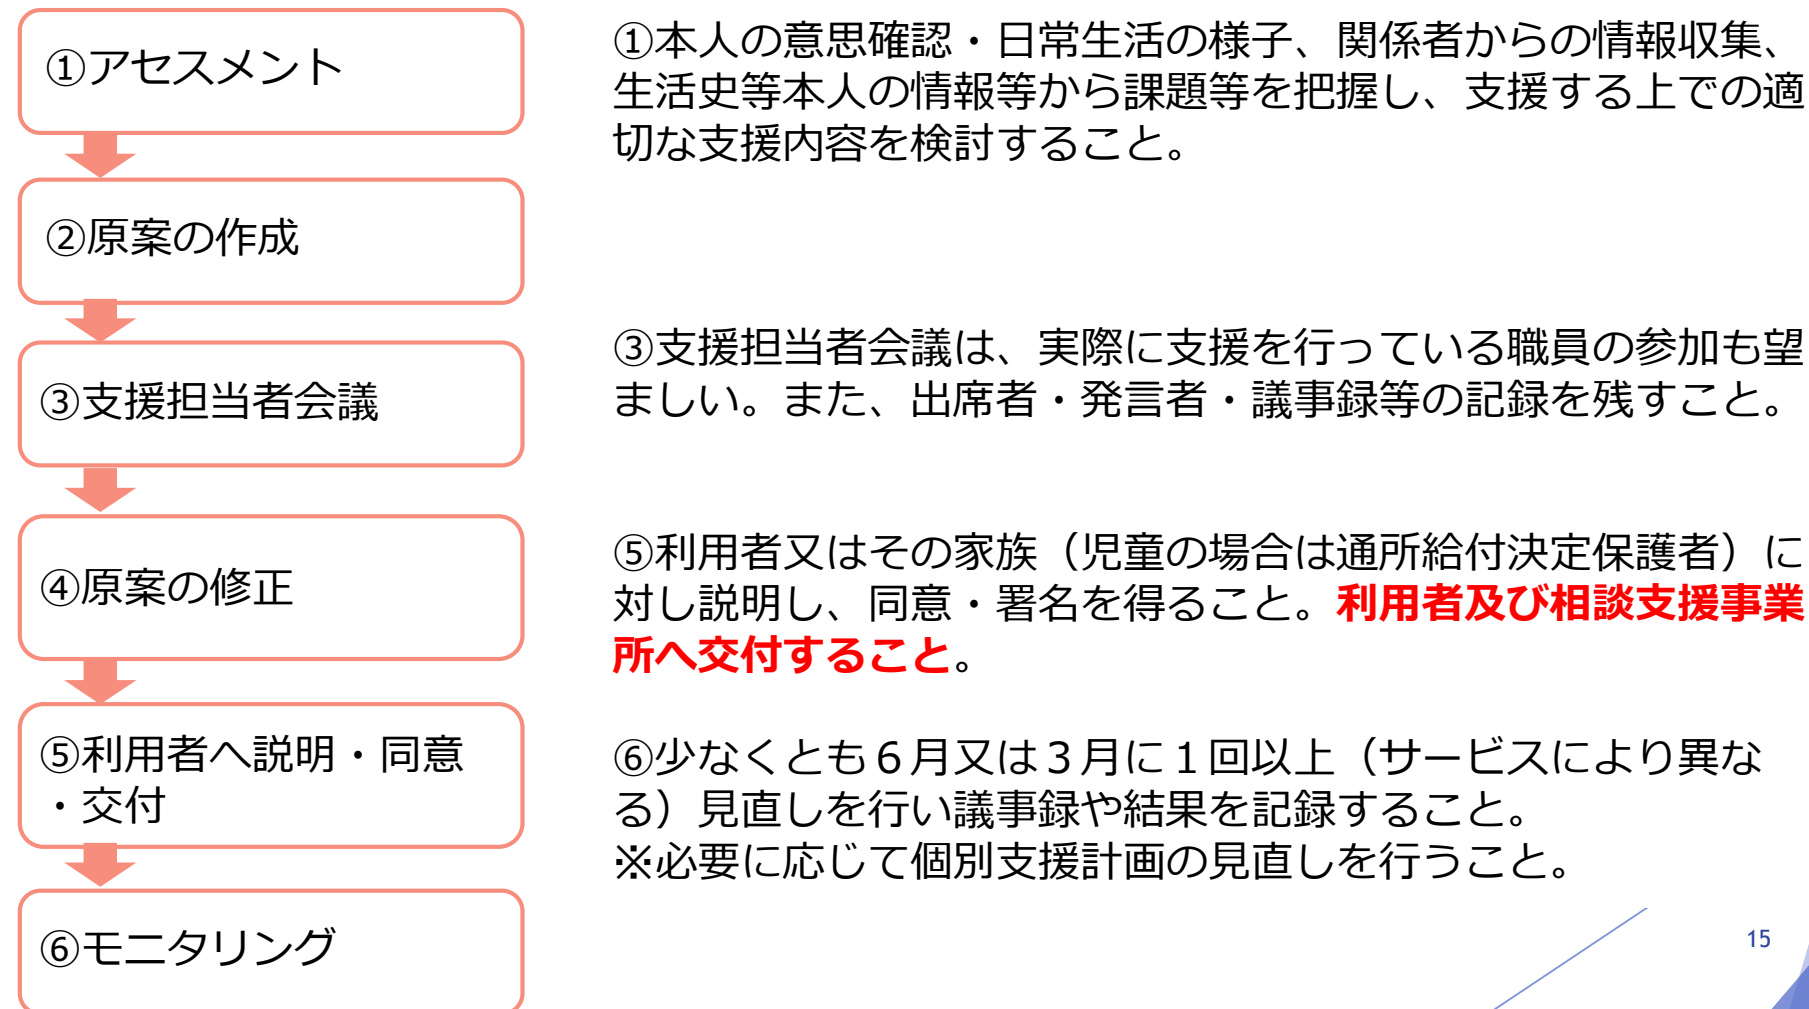 ①アセスメント
②原案の作成
③支援担当者会議
④原案の修正
⑤利用者へ説明・同意
・交付
⑥モニタリング
①本人の意思確認・日常生活の様子、関係者からの情報収集、
生活史等本人の情報等から課題等を把握し、支援する上での適
切な支援内容を検討すること。
③支援担当者会議は、実際に支援を行っている職員の参加も望
ましい。また、出席者・発言者・議事録等の記録を残すこと。
⑤利用者又はその家族（児童の場合は通所給付決定保護者）に
対し説明し、同意・署名を得ること。利用者及び相談支援事業
所へ交付すること。
⑥少なくとも６月又は３月に１回以上（サービスにより異な
る）見直しを行い議事録や結果を記録すること。
※必要に応じて個別支援計画の見直しを行うこと。
15